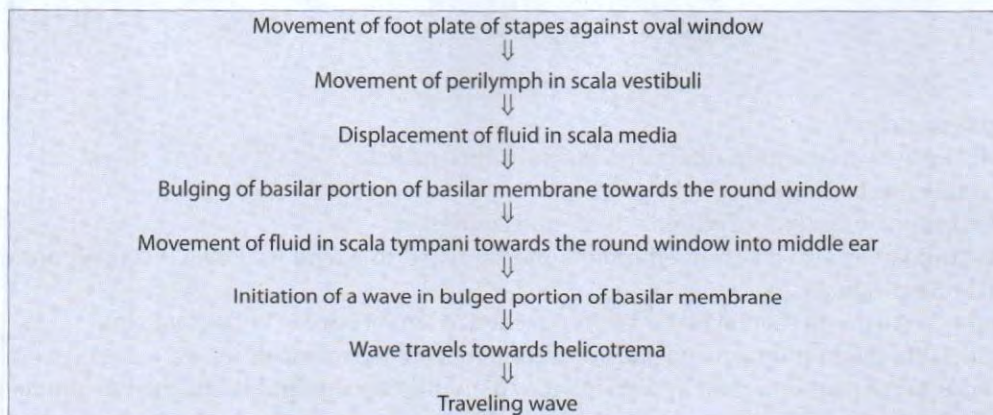 Movement of foot plate of stapes against oval window
⇓
Movement of perilymph in scala vestibuli
⇓
Displacement of fluid in scala media
⇓
Bulging of basilar portion of basilar membrane towards the round window
⇓
Movement of fluid in scala tympani towards the round window into middle ear
⇓
Initiation of a wave in bulged portion of basilar membrane
⇓
Wave travels towards helicotrema
⇓
Traveling wave